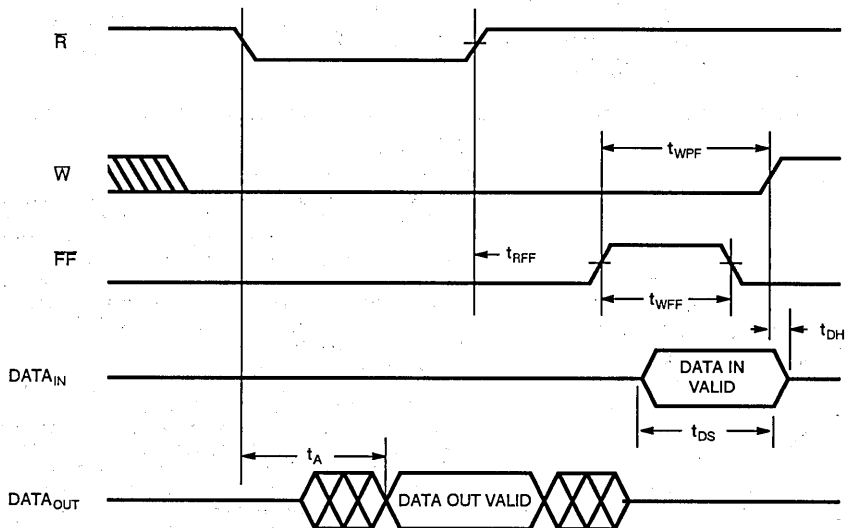 R̅
W̅
t_WPF
F̅F̅
t_RFF
t_WFF
t_DH
DATA_IN
DATA IN
VALID
t_DS
t_A
DATA_OUT
DATA OUT VALID